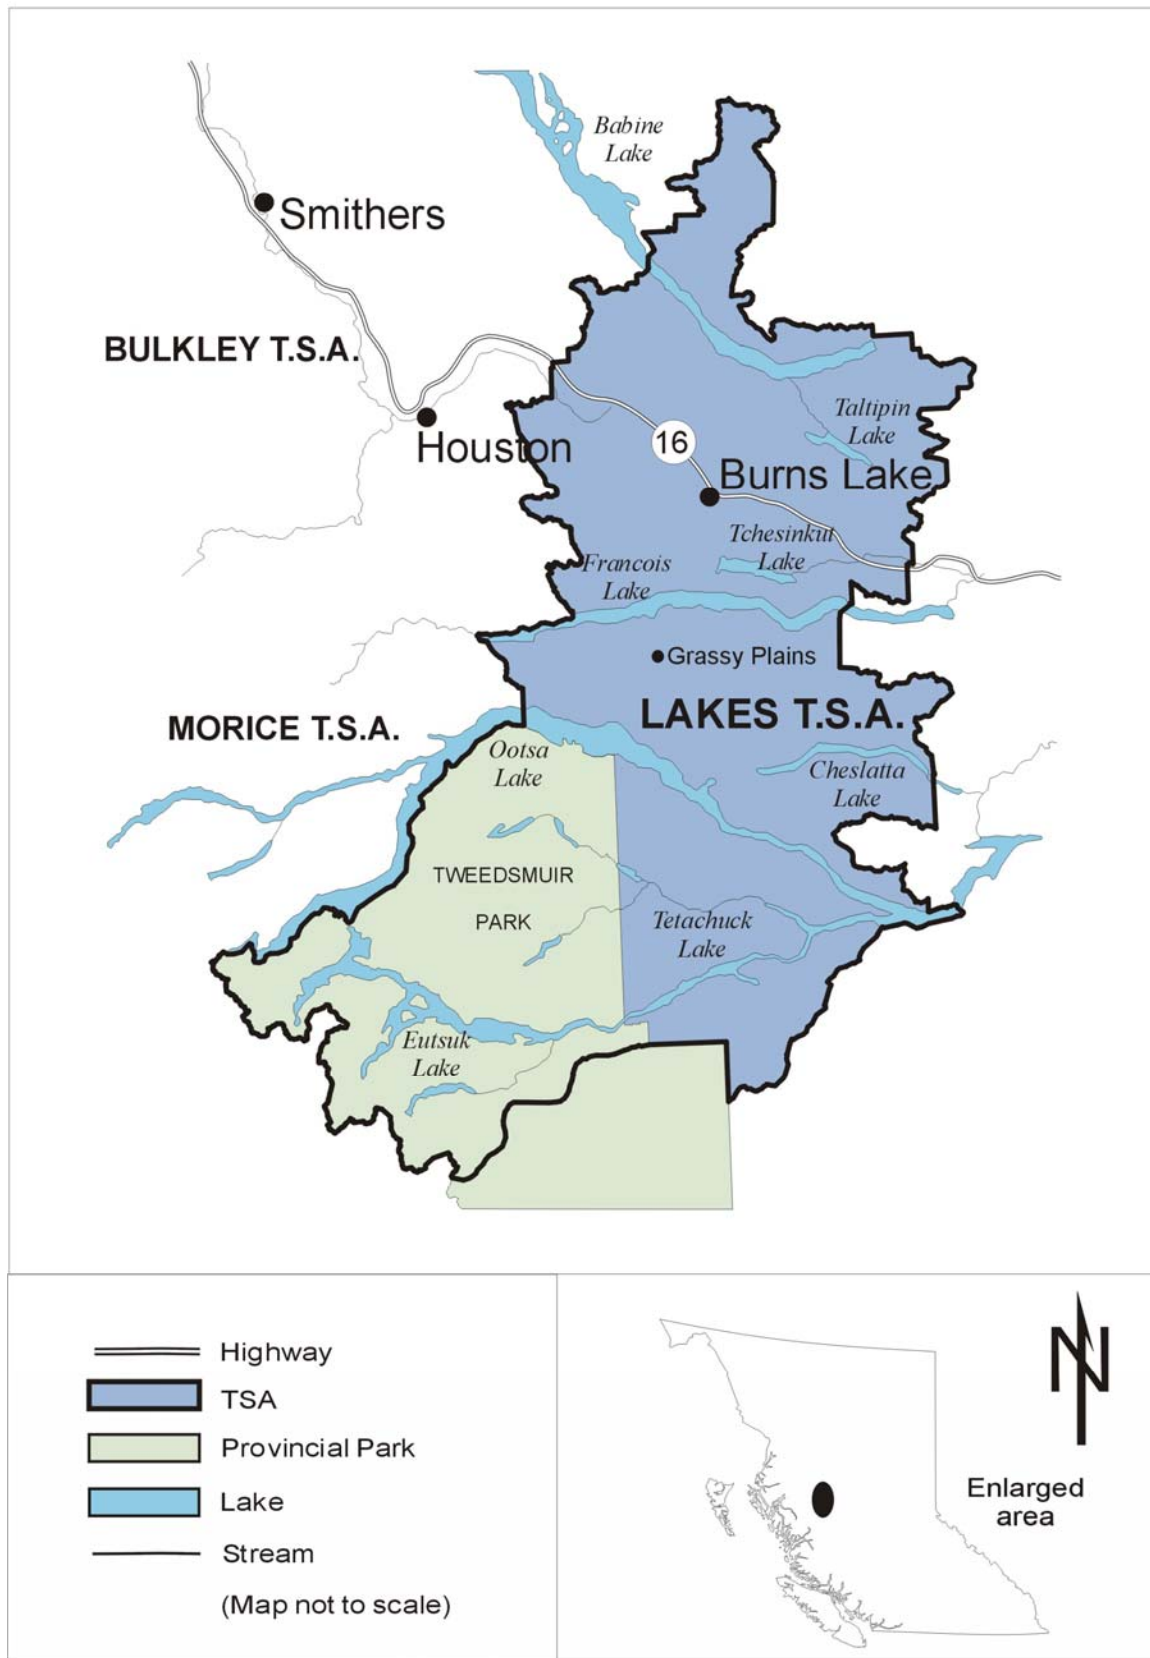 Babine
Lake
Smithers
BULKLEY T.S.A.
Houston
Taltipin
Lake
16
Burns Lake
Tchesinkut
Lake
Francois
Lake
Grassy Plains
LAKES T.S.A.
MORICE T.S.A.
Ootsa
Lake
Cheslatta
Lake
TWEEDSMUIR
PARK
Tetachuck
Lake
Eutsuk
Lake
Highway
TSA
Provincial Park
Lake
Stream
(Map not to scale)
N
Enlarged
area